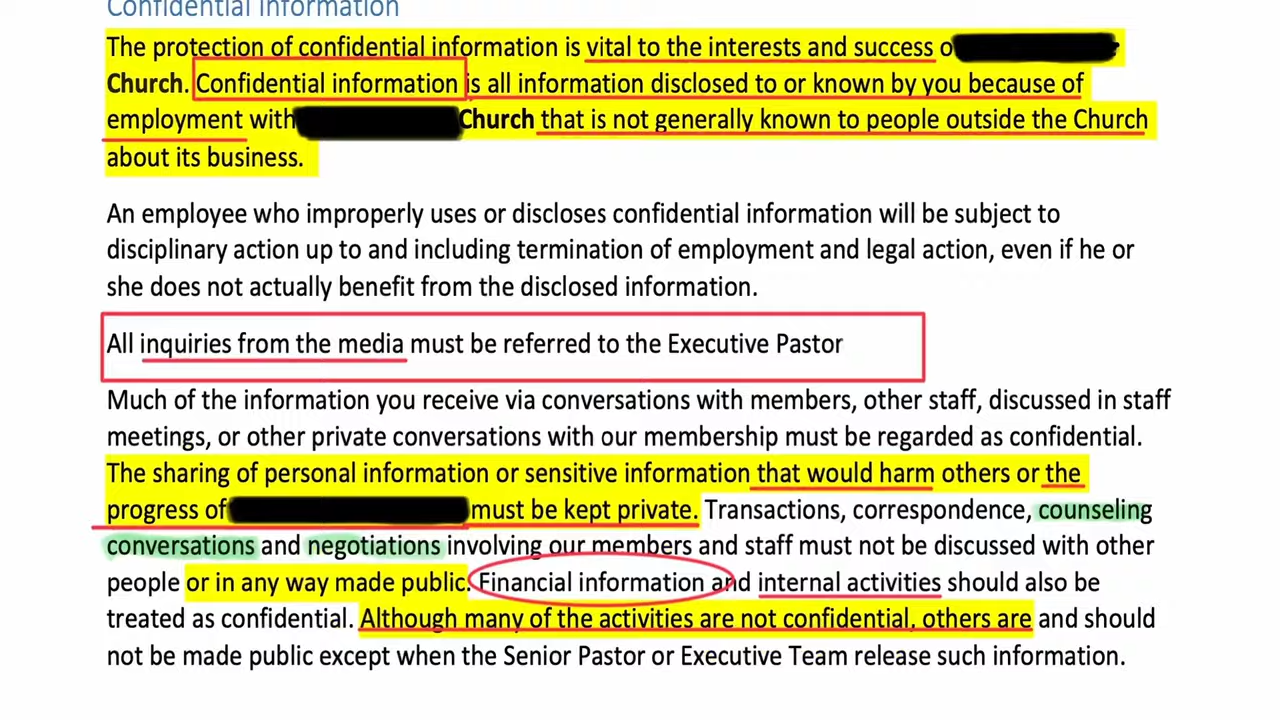 Confidential Information
The protection of confidential information is vital to the interests and success o
Church. Confidential information is all information disclosed to or known by you because of
employment with Church that is not generally known to people outside the Church
about its business.
An employee who improperly uses or discloses confidential information will be subject to
disciplinary action up to and including termination of employment and legal action, even if he or
she does not actually benefit from the disclosed information.
All inquiries from the media must be referred to the Executive Pastor
Much of the information you receive via conversations with members, other staff, discussed in staff
meetings, or other private conversations with our membership must be regarded as confidential.
The sharing of personal information or sensitive information that would harm others or the
progress of must be kept private. Transactions, correspondence, counseling
conversations and negotiations involving our members and staff must not be discussed with other
people or in any way made public. Financial information and internal activities should also be
treated as confidential. Although many of the activities are not confidential, others are and should
not be made public except when the Senior Pastor or Executive Team release such information.